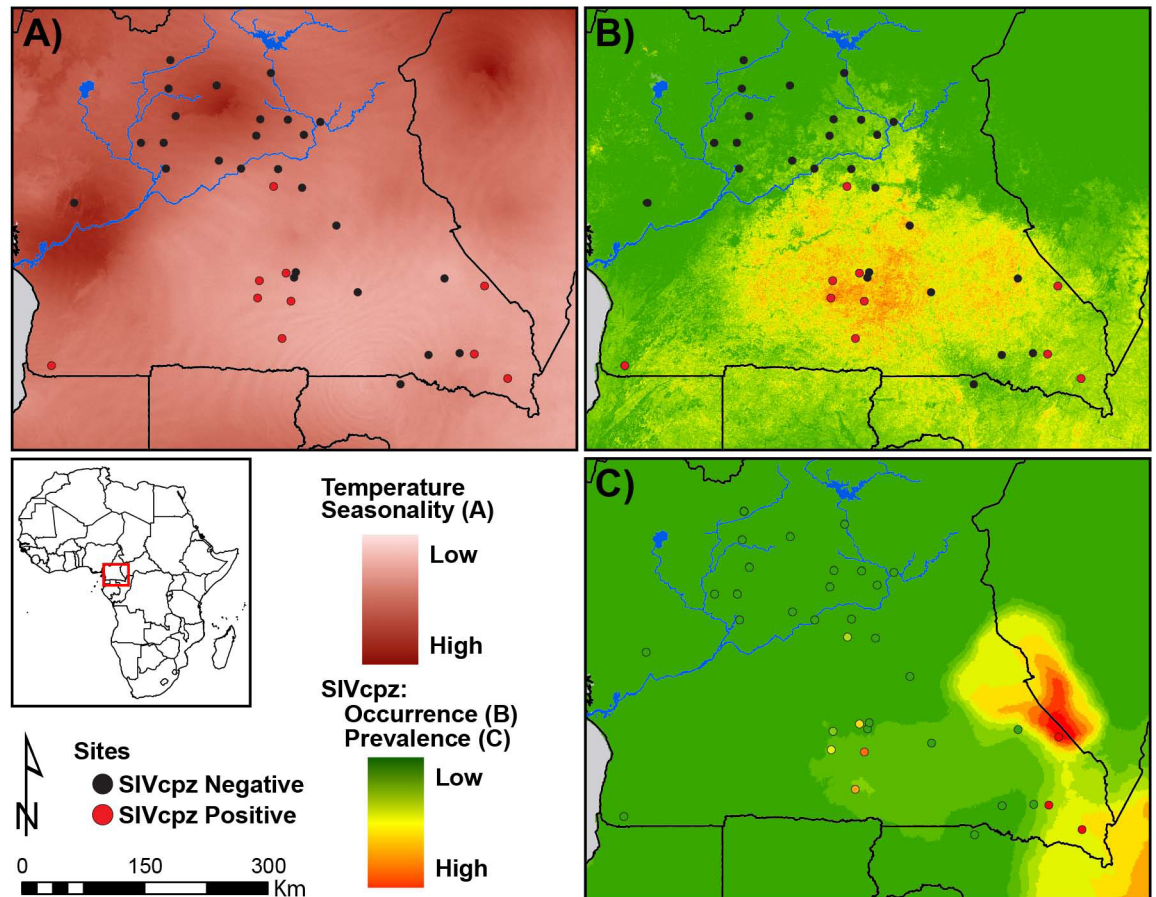 A)
B)
Temperature
Seasonality (A)
Low
High
SIVcpz:
Occurrence (B)
Prevalence (C)
Low
High
N
Sites
SIVcpz Negative
SIVcpz Positive
0 150 300
Km
C)